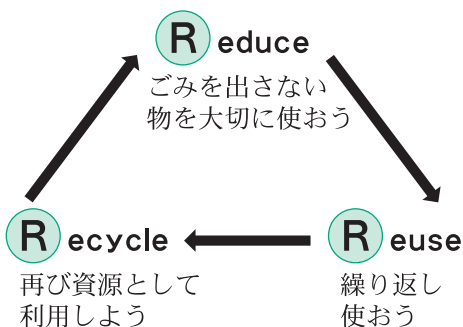 Reduce
ごみを出さない
物を大切に使おう
Recycle
再び資源として
利用しよう
Reuse
繰り返し
使おう